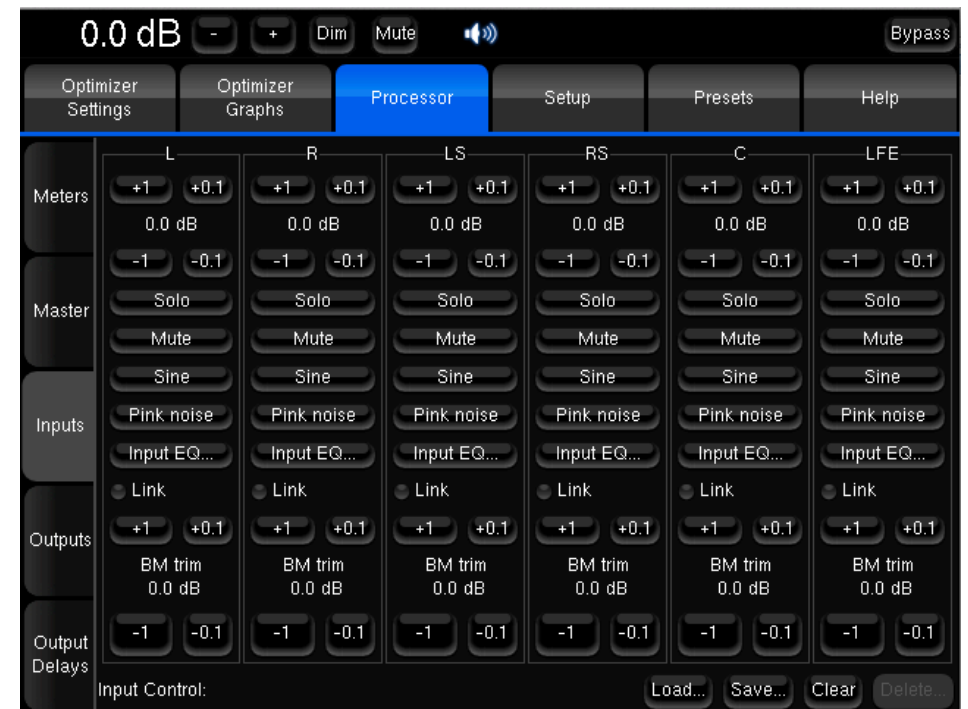 0.0 dB - + Dim Mute Bypass
Optimizer Settings Optimizer Graphs Processor Setup Presets Help
L R LS RS C LFE
Meters +1 +0.1 +1 +0.1 +1 +0.1 +1 +0.1 +1 +0.1 +1 +0.1
0.0 dB 0.0 dB 0.0 dB 0.0 dB 0.0 dB 0.0 dB
-1 -0.1 -1 -0.1 -1 -0.1 -1 -0.1 -1 -0.1 -1 -0.1
Master Solo Solo Solo Solo Solo Solo
Mute Mute Mute Mute Mute Mute
Sine Sine Sine Sine Sine Sine
Inputs Pink noise Pink noise Pink noise Pink noise Pink noise Pink noise
Input EQ... Input EQ... Input EQ... Input EQ... Input EQ... Input EQ...
Link Link Link Link Link Link
Outputs +1 +0.1 +1 +0.1 +1 +0.1 +1 +0.1 +1 +0.1 +1 +0.1
BM trim BM trim BM trim BM trim BM trim BM trim
0.0 dB 0.0 dB 0.0 dB 0.0 dB 0.0 dB 0.0 dB
Output Delays -1 -0.1 -1 -0.1 -1 -0.1 -1 -0.1 -1 -0.1 -1 -0.1
Input Control: Load... Save... Clear Delete...